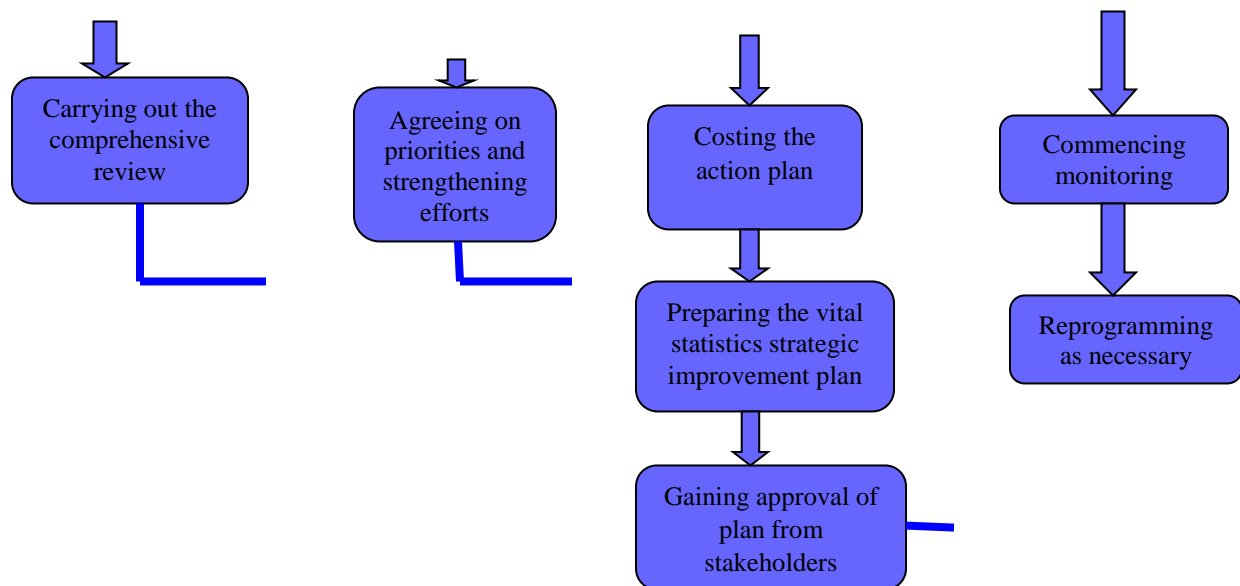 Carrying out the
comprehensive
review
Agreeing on
priorities and
strengthening
efforts
Costing the
action plan
Preparing the vital
statistics strategic
improvement plan
Gaining approval of
plan from
stakeholders
Commencing
monitoring
Reprogramming
as necessary